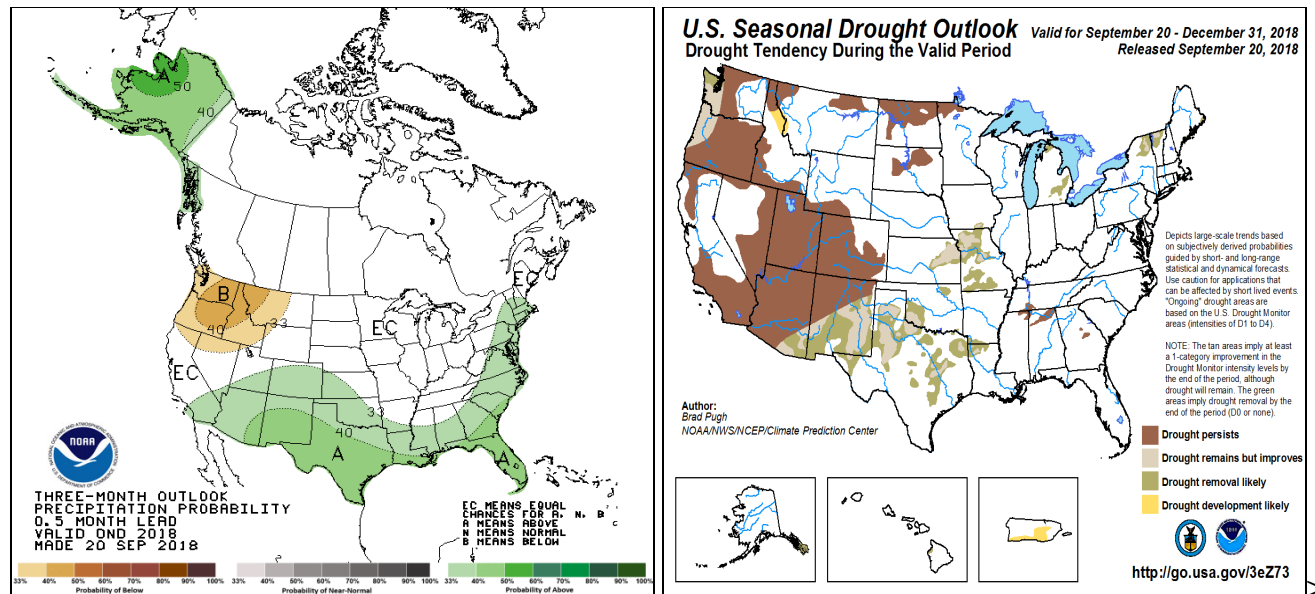 A
50
40
B
40
33
EC
EC
EC
33
40
A
A
NOAA
NATIONAL OCEANIC AND ATMOSPHERIC ADMINISTRATION
U.S. DEPARTMENT OF COMMERCE
THREE-MONTH OUTLOOK
PRECIPITATION PROBABILITY
0.5 MONTH LEAD
VALID OND 2018
MADE 20 SEP 2018
EC MEANS EQUAL
CHANCES FOR A, N, B
A MEANS ABOVE
N MEANS NORMAL
B MEANS BELOW
33% 40% 50% 60% 70% 80% 90% 100%
Probability of Below
33% 40% 50% 60% 70% 80% 90% 100%
Probability of Near-Normal
33% 40% 50% 60% 70% 80% 90% 100%
Probability of Above
U.S. Seasonal Drought Outlook
Drought Tendency During the Valid Period
Valid for September 20 - December 31, 2018
Released September 20, 2018
Depicts large-scale trends based
on subjectively derived probabilities
guided by short- and long-range
statistical and dynamical forecasts.
Use caution for applications that
can be affected by short lived events.
"Ongoing" drought areas are
based on the U.S. Drought Monitor
areas (intensities of D1 to D4).
NOTE: The tan areas imply at least
a 1-category improvement in the
Drought Monitor intensity levels by
the end of the period, although
drought will remain. The green
areas imply drought removal by the
end of the period (D0 or none).
Author:
Brad Pugh
NOAA/NWS/NCEP/Climate Prediction Center
Drought persists
Drought remains but improves
Drought removal likely
Drought development likely
http://go.usa.gov/3eZ73